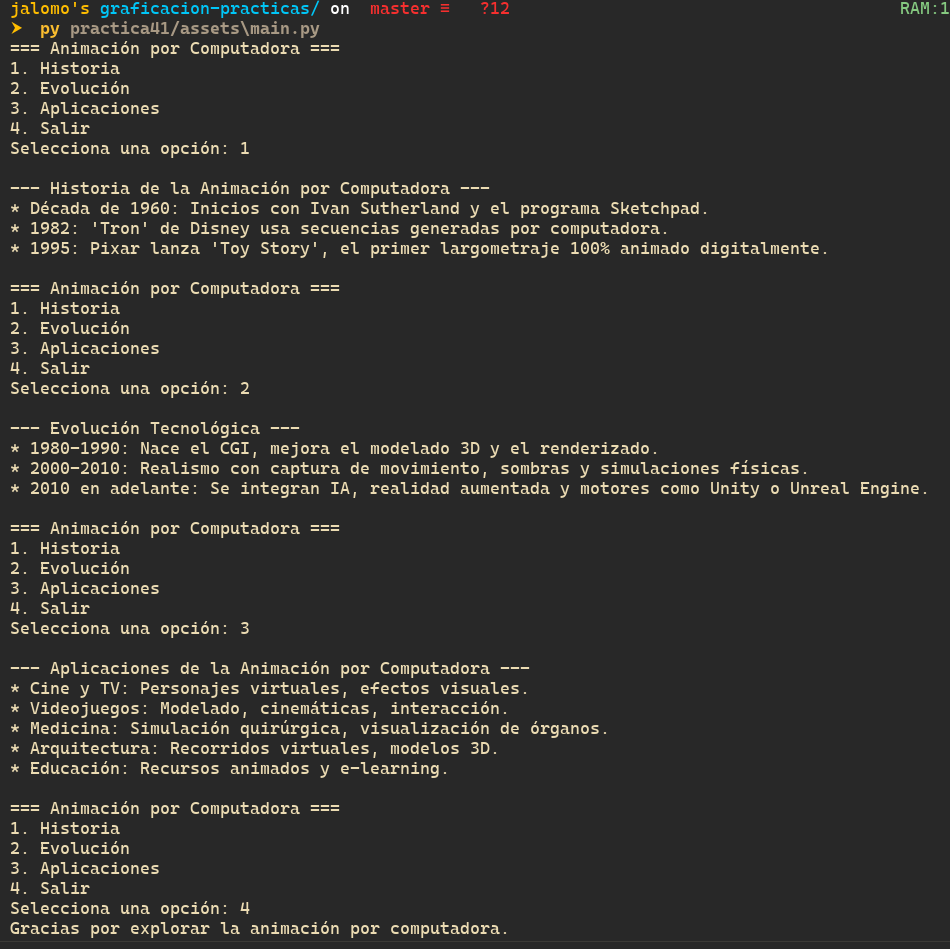 jalomo's graficacion-practicas/ on master ≡ ?12 RAM:1
➤ py practica41/assets\main.py
=== Animación por Computadora ===
1. Historia
2. Evolución
3. Aplicaciones
4. Salir
Selecciona una opción: 1

--- Historia de la Animación por Computadora ---
* Década de 1960: Inicios con Ivan Sutherland y el programa Sketchpad.
* 1982: 'Tron' de Disney usa secuencias generadas por computadora.
* 1995: Pixar lanza 'Toy Story', el primer largometraje 100% animado digitalmente.

=== Animación por Computadora ===
1. Historia
2. Evolución
3. Aplicaciones
4. Salir
Selecciona una opción: 2

--- Evolución Tecnológica ---
* 1980-1990: Nace el CGI, mejora el modelado 3D y el renderizado.
* 2000-2010: Realismo con captura de movimiento, sombras y simulaciones físicas.
* 2010 en adelante: Se integran IA, realidad aumentada y motores como Unity o Unreal Engine.

=== Animación por Computadora ===
1. Historia
2. Evolución
3. Aplicaciones
4. Salir
Selecciona una opción: 3

--- Aplicaciones de la Animación por Computadora ---
* Cine y TV: Personajes virtuales, efectos visuales.
* Videojuegos: Modelado, cinemáticas, interacción.
* Medicina: Simulación quirúrgica, visualización de órganos.
* Arquitectura: Recorridos virtuales, modelos 3D.
* Educación: Recursos animados y e-learning.

=== Animación por Computadora ===
1. Historia
2. Evolución
3. Aplicaciones
4. Salir
Selecciona una opción: 4
Gracias por explorar la animación por computadora.